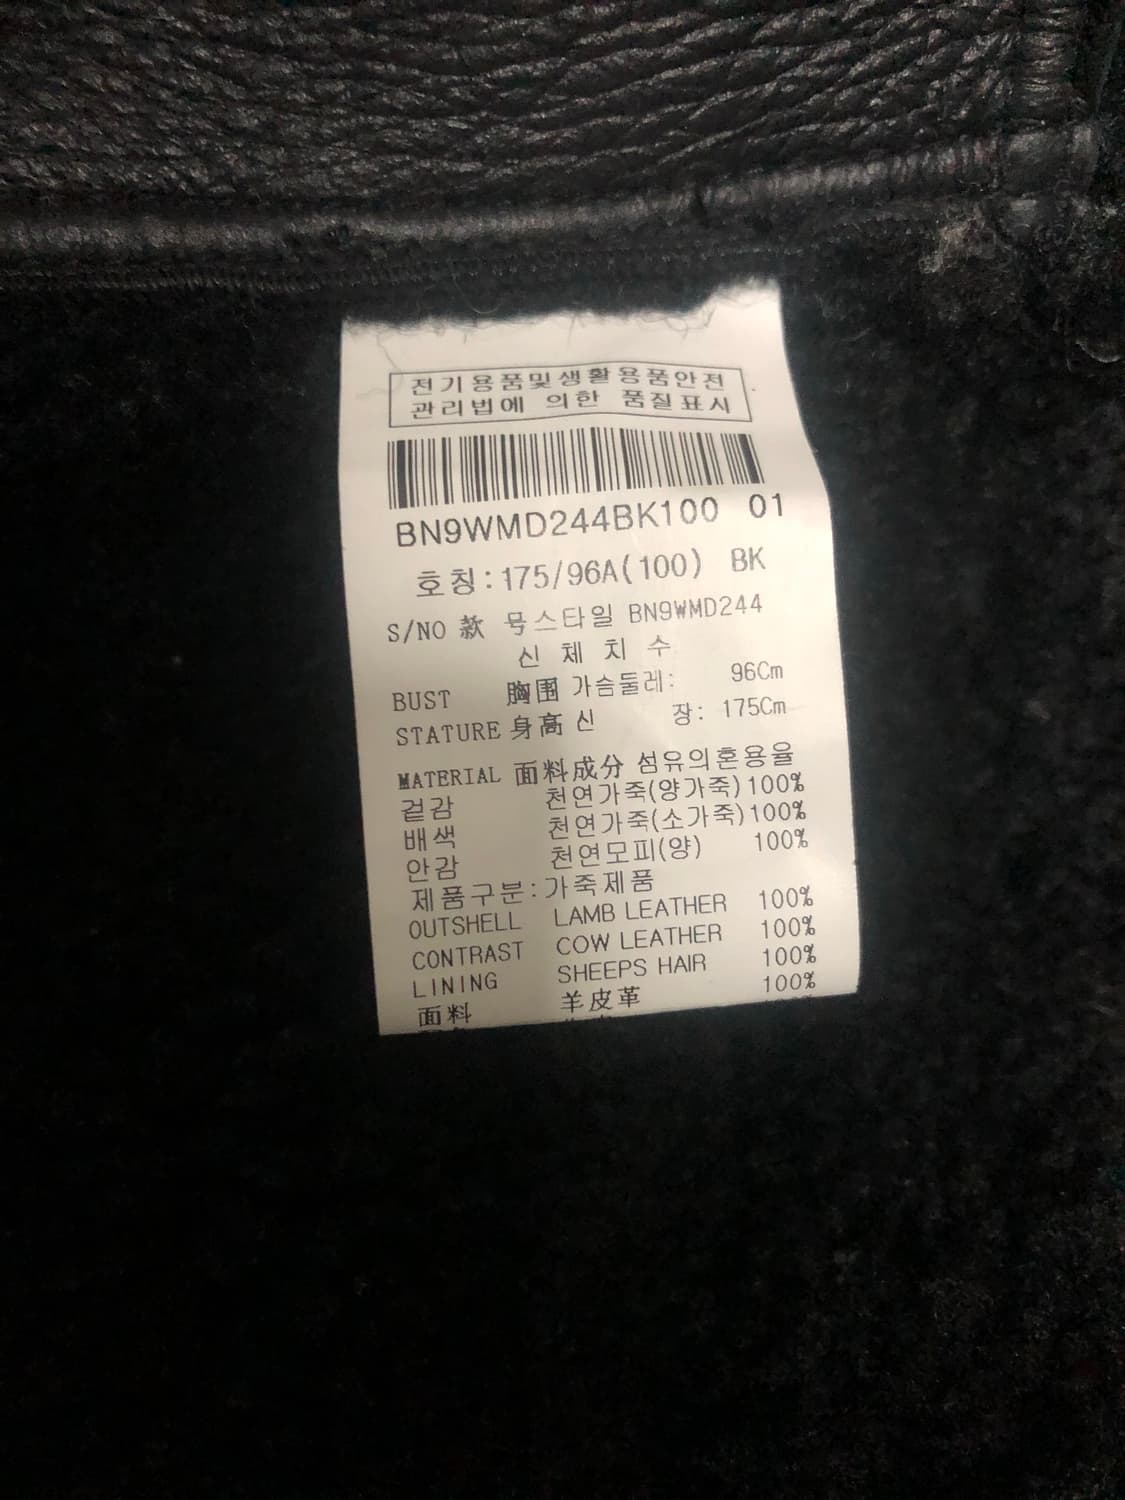 전기용품및생활용품안전
관리법에 의한 품질표시
BN9WMD244BK100 01
호칭:175/96A(100) BK
S/NO 款 号스타일 BN9WMD244
신 체 치 수
BUST 胸围 가슴둘레: 96Cm
STATURE 身高 신 장: 175Cm
MATERIAL 面料成分 섬유의혼용율
겉감 천연가죽(양가죽)100%
배색 천연가죽(소가죽)100%
안감 천연모피(양) 100%
제품구분:가죽제품
OUTSHELL LAMB LEATHER 100%
CONTRAST COW LEATHER 100%
LINING SHEEPS HAIR 100%
面料 羊皮革 100%